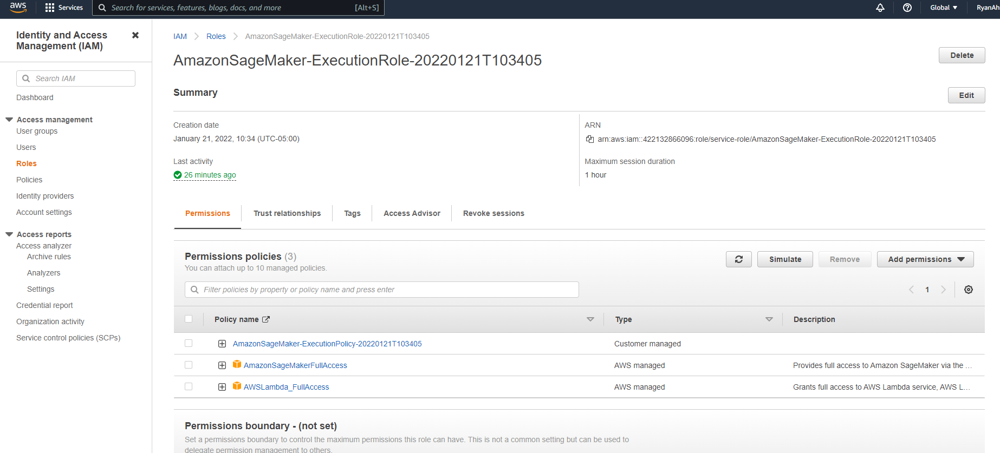 aws
Services
Search for services, features, blogs, docs, and more
[Alt+S]
Global
RyanAh
Identity and Access
Management (IAM)
Search IAM
Dashboard
Access management
User groups
Users
Roles
Policies
Identity providers
Account settings
Access reports
Access analyzer
Archive rules
Analyzers
Settings
Credential report
Organization activity
Service control policies (SCPs)
IAM > Roles > AmazonSageMaker-ExecutionRole-20220121T103405
AmazonSageMaker-ExecutionRole-20220121T103405
Delete
Summary
Edit
Creation date
January 21, 2022, 10:34 (UTC-05:00)
Last activity
26 minutes ago
ARN
arn:aws:iam::422132866096:role/service-role/AmazonSageMaker-ExecutionRole-20220121T103405
Maximum session duration
1 hour
Permissions
Trust relationships
Tags
Access Advisor
Revoke sessions
Permissions policies (3)
You can attach up to 10 managed policies.
Simulate
Remove
Add permissions
Filter policies by property or policy name and press enter
1
Policy name
Type
Description
AmazonSageMaker-ExecutionPolicy-20220121T103405
Customer managed
AmazonSageMakerFullAccess
AWS managed
Provides full access to Amazon SageMaker via the ...
AWSLambda_FullAccess
AWS managed
Grants full access to AWS Lambda service, AWS L...
Permissions boundary - (not set)
Set a permissions boundary to control the maximum permissions this role can have. This is not a common setting but can be used to
delegate permission management to others.